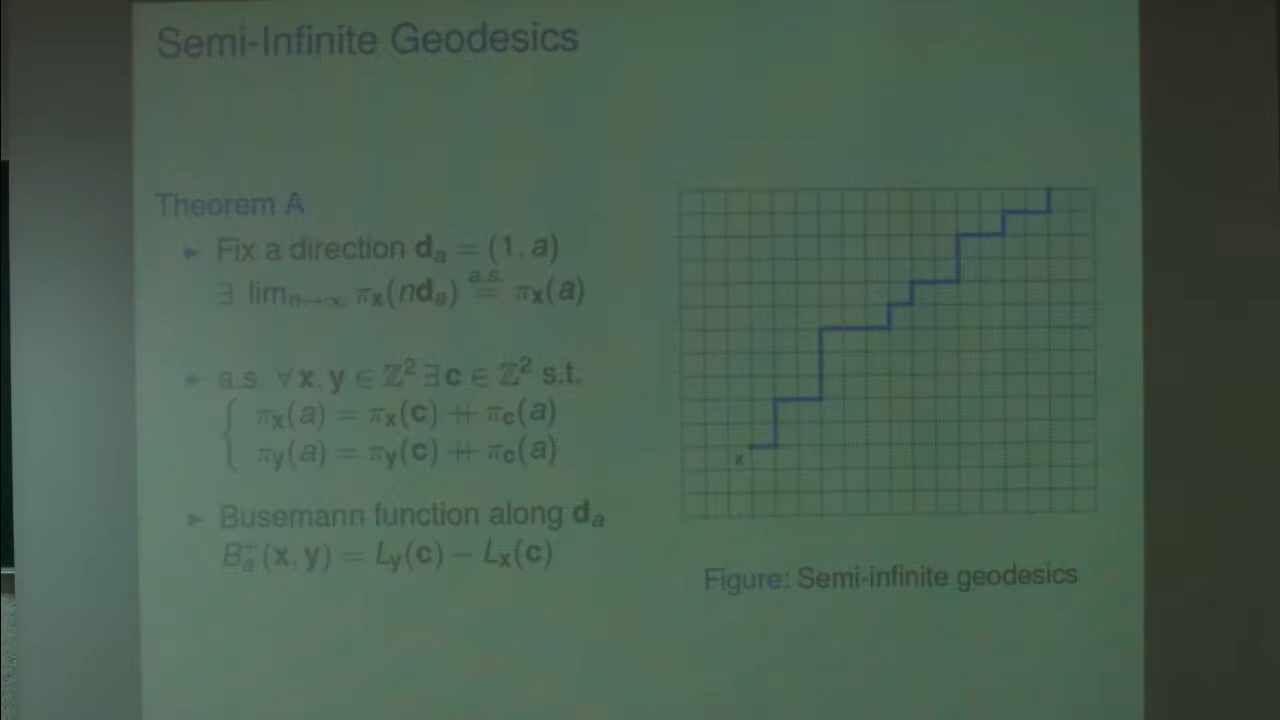 Semi-Infinite Geodesics
Theorem A
► Fix a direction d_a = (1, a)
∃ lim_{n→∞} π_x(nd_a) =^{a.s.} π_x(a)
► a.s. ∀ x, y ∈ ℤ² ∃ c ∈ ℤ² s.t.
{ π_x(a) = π_x(c) ++ π_c(a)
π_y(a) = π_y(c) ++ π_c(a)
► Busemann function along d_a
B_a(x, y) = L_y(c) − L_x(c)
x
Figure: Semi-infinite geodesics